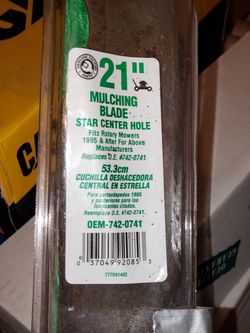 21"
MULCHING
BLADE
STAR CENTER HOLE
Fits Rotary Mowers
1995 & After For Above
Manufacturers
Replaces O.E. #742-0741
53.3cm
CUCHILLA DESHACEDORA
CENTRAL EN ESTRELLA
Para cortacéspedes 1995
y posteriores para los
fabricantes citados.
Reemplaza O.E. #742-0741
OEM-742-0741
0 37049 92085 3
777X41402